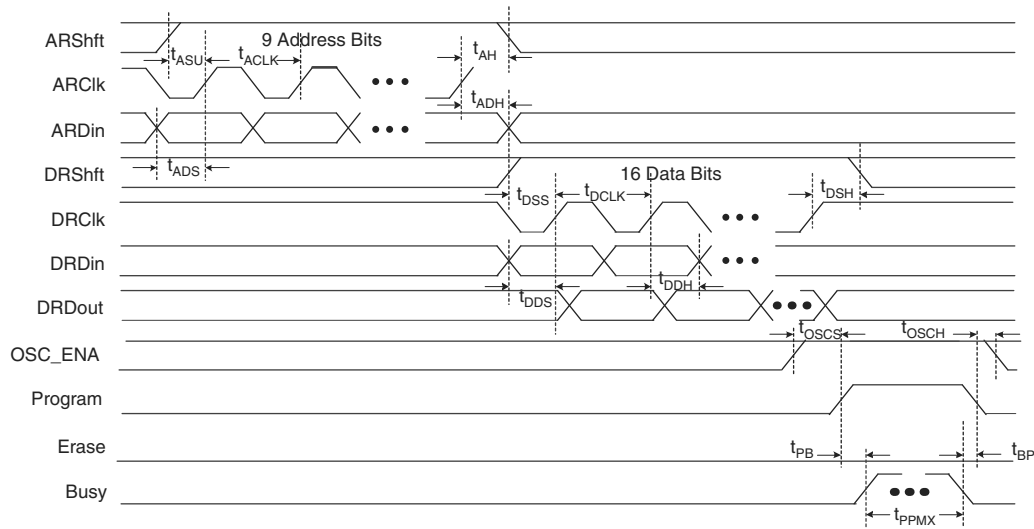 ARShft
9 Address Bits
tASU
tACLK
tAH
ARClk
tADH
ARDin
tADS
DRShft
16 Data Bits
tDSS
tDCLK
tDSH
DRClk
DRDin
tDDS
tDDH
DRDout
tOSCS
tOSCH
OSC_ENA
Program
Erase
tPB
tBP
Busy
tPPMX